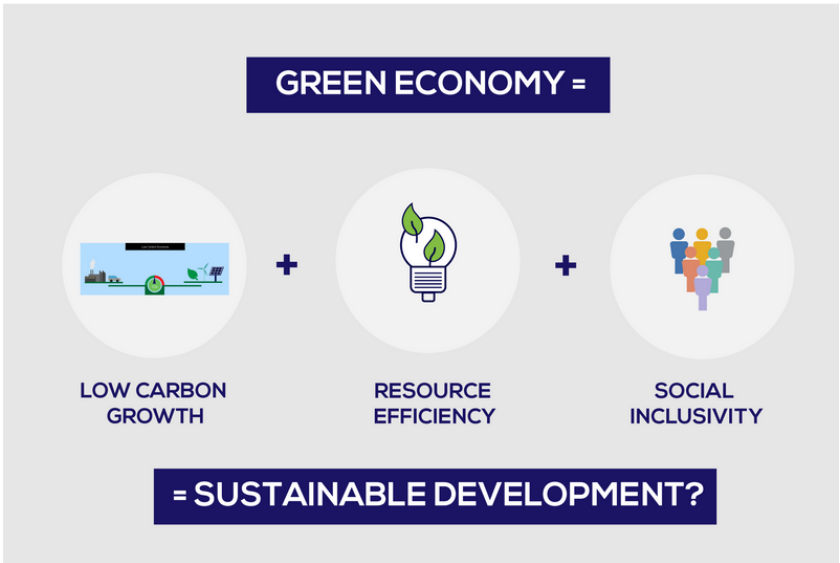 GREEN ECONOMY =
+
+
LOW CARBON
GROWTH
RESOURCE
EFFICIENCY
SOCIAL
INCLUSIVITY
= SUSTAINABLE DEVELOPMENT?